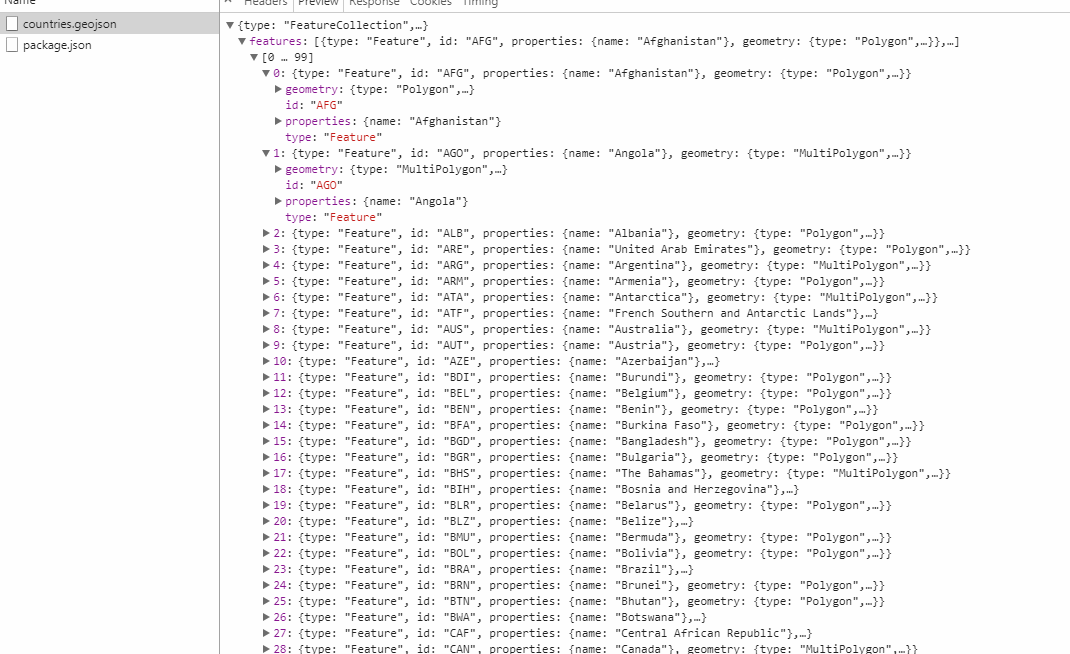 Name
Headers Preview Response Cookies Timing
countries.geojson
package.json
▼{type: "FeatureCollection",…}
▼features: [{type: "Feature", id: "AFG", properties: {name: "Afghanistan"}, geometry: {type: "Polygon",…}},…]
▼[0 … 99]
▼0: {type: "Feature", id: "AFG", properties: {name: "Afghanistan"}, geometry: {type: "Polygon",…}}
▶geometry: {type: "Polygon",…}
id: "AFG"
▶properties: {name: "Afghanistan"}
type: "Feature"
▼1: {type: "Feature", id: "AGO", properties: {name: "Angola"}, geometry: {type: "MultiPolygon",…}}
▶geometry: {type: "MultiPolygon",…}
id: "AGO"
▶properties: {name: "Angola"}
type: "Feature"
▶2: {type: "Feature", id: "ALB", properties: {name: "Albania"}, geometry: {type: "Polygon",…}}
▶3: {type: "Feature", id: "ARE", properties: {name: "United Arab Emirates"}, geometry: {type: "Polygon",…}}
▶4: {type: "Feature", id: "ARG", properties: {name: "Argentina"}, geometry: {type: "MultiPolygon",…}}
▶5: {type: "Feature", id: "ARM", properties: {name: "Armenia"}, geometry: {type: "Polygon",…}}
▶6: {type: "Feature", id: "ATA", properties: {name: "Antarctica"}, geometry: {type: "MultiPolygon",…}}
▶7: {type: "Feature", id: "ATF", properties: {name: "French Southern and Antarctic Lands"},…}
▶8: {type: "Feature", id: "AUS", properties: {name: "Australia"}, geometry: {type: "MultiPolygon",…}}
▶9: {type: "Feature", id: "AUT", properties: {name: "Austria"}, geometry: {type: "Polygon",…}}
▶10: {type: "Feature", id: "AZE", properties: {name: "Azerbaijan"},…}
▶11: {type: "Feature", id: "BDI", properties: {name: "Burundi"}, geometry: {type: "Polygon",…}}
▶12: {type: "Feature", id: "BEL", properties: {name: "Belgium"}, geometry: {type: "Polygon",…}}
▶13: {type: "Feature", id: "BEN", properties: {name: "Benin"}, geometry: {type: "Polygon",…}}
▶14: {type: "Feature", id: "BFA", properties: {name: "Burkina Faso"}, geometry: {type: "Polygon",…}}
▶15: {type: "Feature", id: "BGD", properties: {name: "Bangladesh"}, geometry: {type: "Polygon",…}}
▶16: {type: "Feature", id: "BGR", properties: {name: "Bulgaria"}, geometry: {type: "Polygon",…}}
▶17: {type: "Feature", id: "BHS", properties: {name: "The Bahamas"}, geometry: {type: "MultiPolygon",…}}
▶18: {type: "Feature", id: "BIH", properties: {name: "Bosnia and Herzegovina"},…}
▶19: {type: "Feature", id: "BLR", properties: {name: "Belarus"}, geometry: {type: "Polygon",…}}
▶20: {type: "Feature", id: "BLZ", properties: {name: "Belize"},…}
▶21: {type: "Feature", id: "BMU", properties: {name: "Bermuda"}, geometry: {type: "Polygon",…}}
▶22: {type: "Feature", id: "BOL", properties: {name: "Bolivia"}, geometry: {type: "Polygon",…}}
▶23: {type: "Feature", id: "BRA", properties: {name: "Brazil"},…}
▶24: {type: "Feature", id: "BRN", properties: {name: "Brunei"}, geometry: {type: "Polygon",…}}
▶25: {type: "Feature", id: "BTN", properties: {name: "Bhutan"}, geometry: {type: "Polygon",…}}
▶26: {type: "Feature", id: "BWA", properties: {name: "Botswana"},…}
▶27: {type: "Feature", id: "CAF", properties: {name: "Central African Republic"},…}
▶28: {type: "Feature", id: "CAN", properties: {name: "Canada"}, geometry: {type: "MultiPolygon",…}}